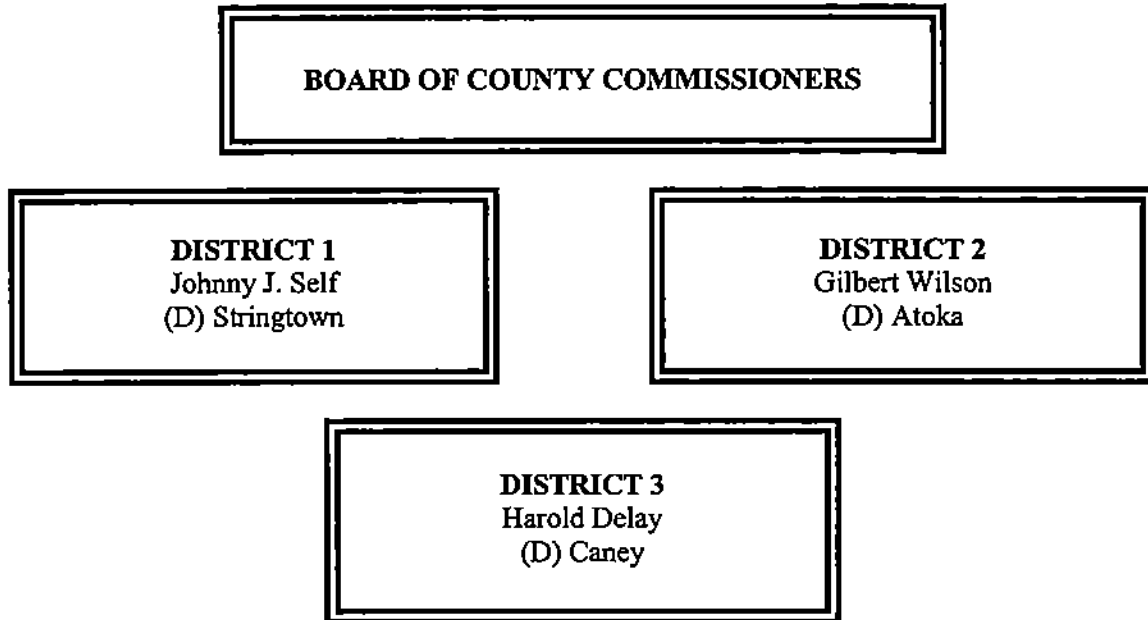 BOARD OF COUNTY COMMISSIONERS
DISTRICT 1
Johnny J. Self
(D) Stringtown
DISTRICT 2
Gilbert Wilson
(D) Atoka
DISTRICT 3
Harold Delay
(D) Caney